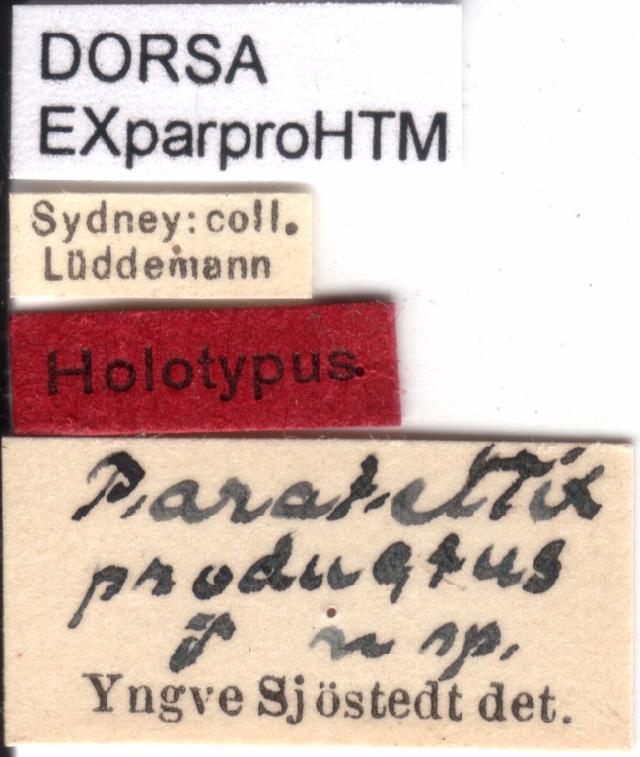 DORSA
EXparproHTM
Sydney: coll.
Lüddemann
Holotypus.
Paratettix
productus
n sp.
Yngve Sjöstedt det.